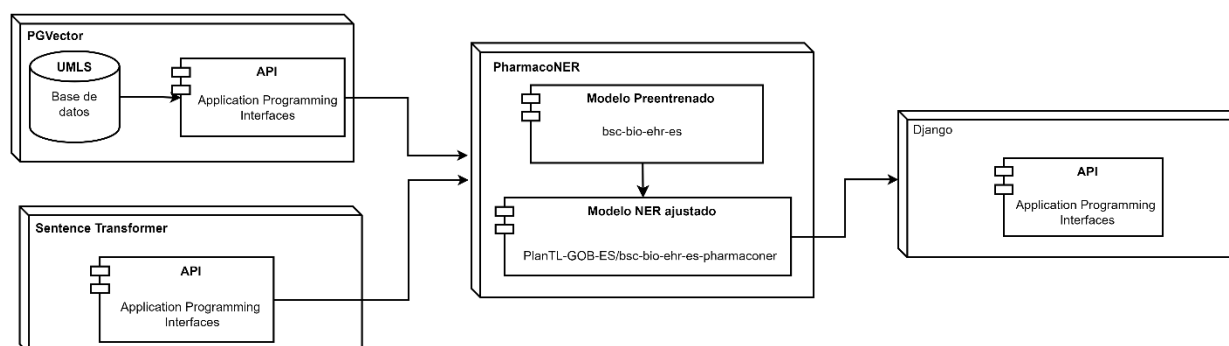 PGVector
UMLS
Base de
datos
API
Application Programming
Interfaces
Sentence Transformer
API
Application Programming
Interfaces
PharmacoNER
Modelo Preentrenado
bsc-bio-ehr-es
Modelo NER ajustado
PlanTL-GOB-ES/bsc-bio-ehr-es-pharmaconer
Django
API
Application Programming
Interfaces